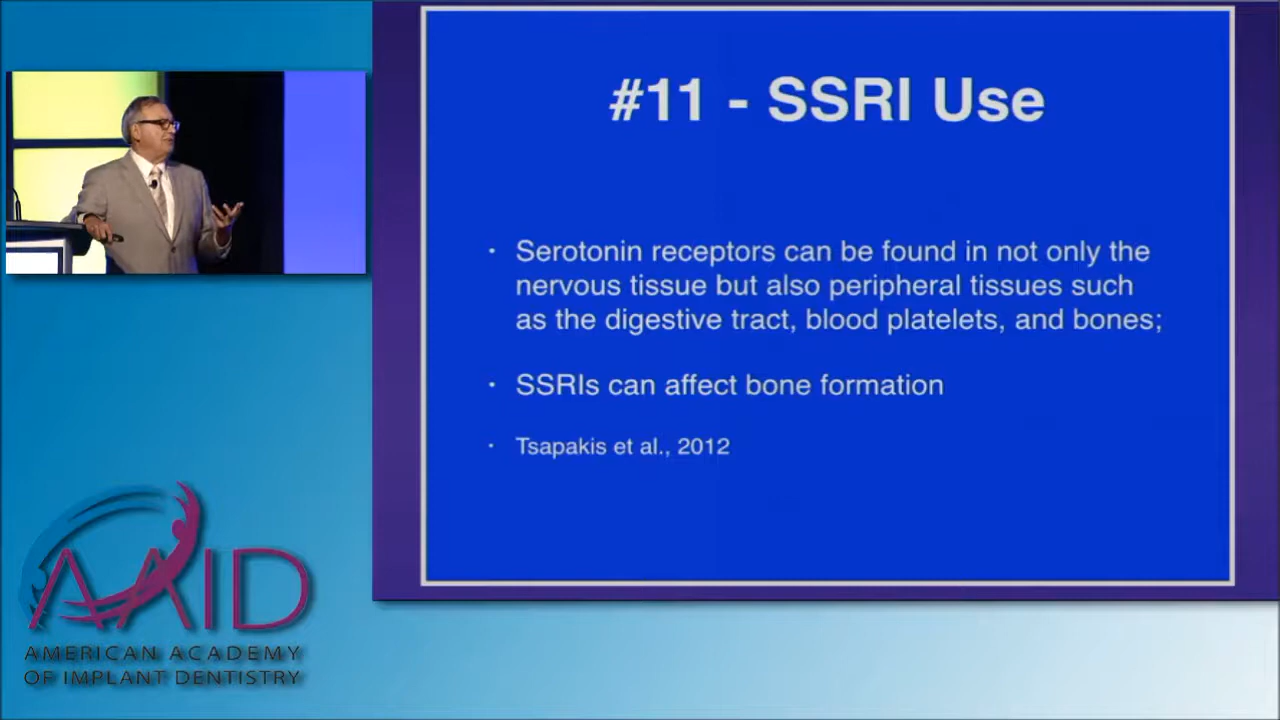 #11 - SSRI Use
· Serotonin receptors can be found in not only the
nervous tissue but also peripheral tissues such
as the digestive tract, blood platelets, and bones;
· SSRIs can affect bone formation
· Tsapakis et al., 2012
AAID
AMERICAN ACADEMY
OF IMPLANT DENTISTRY